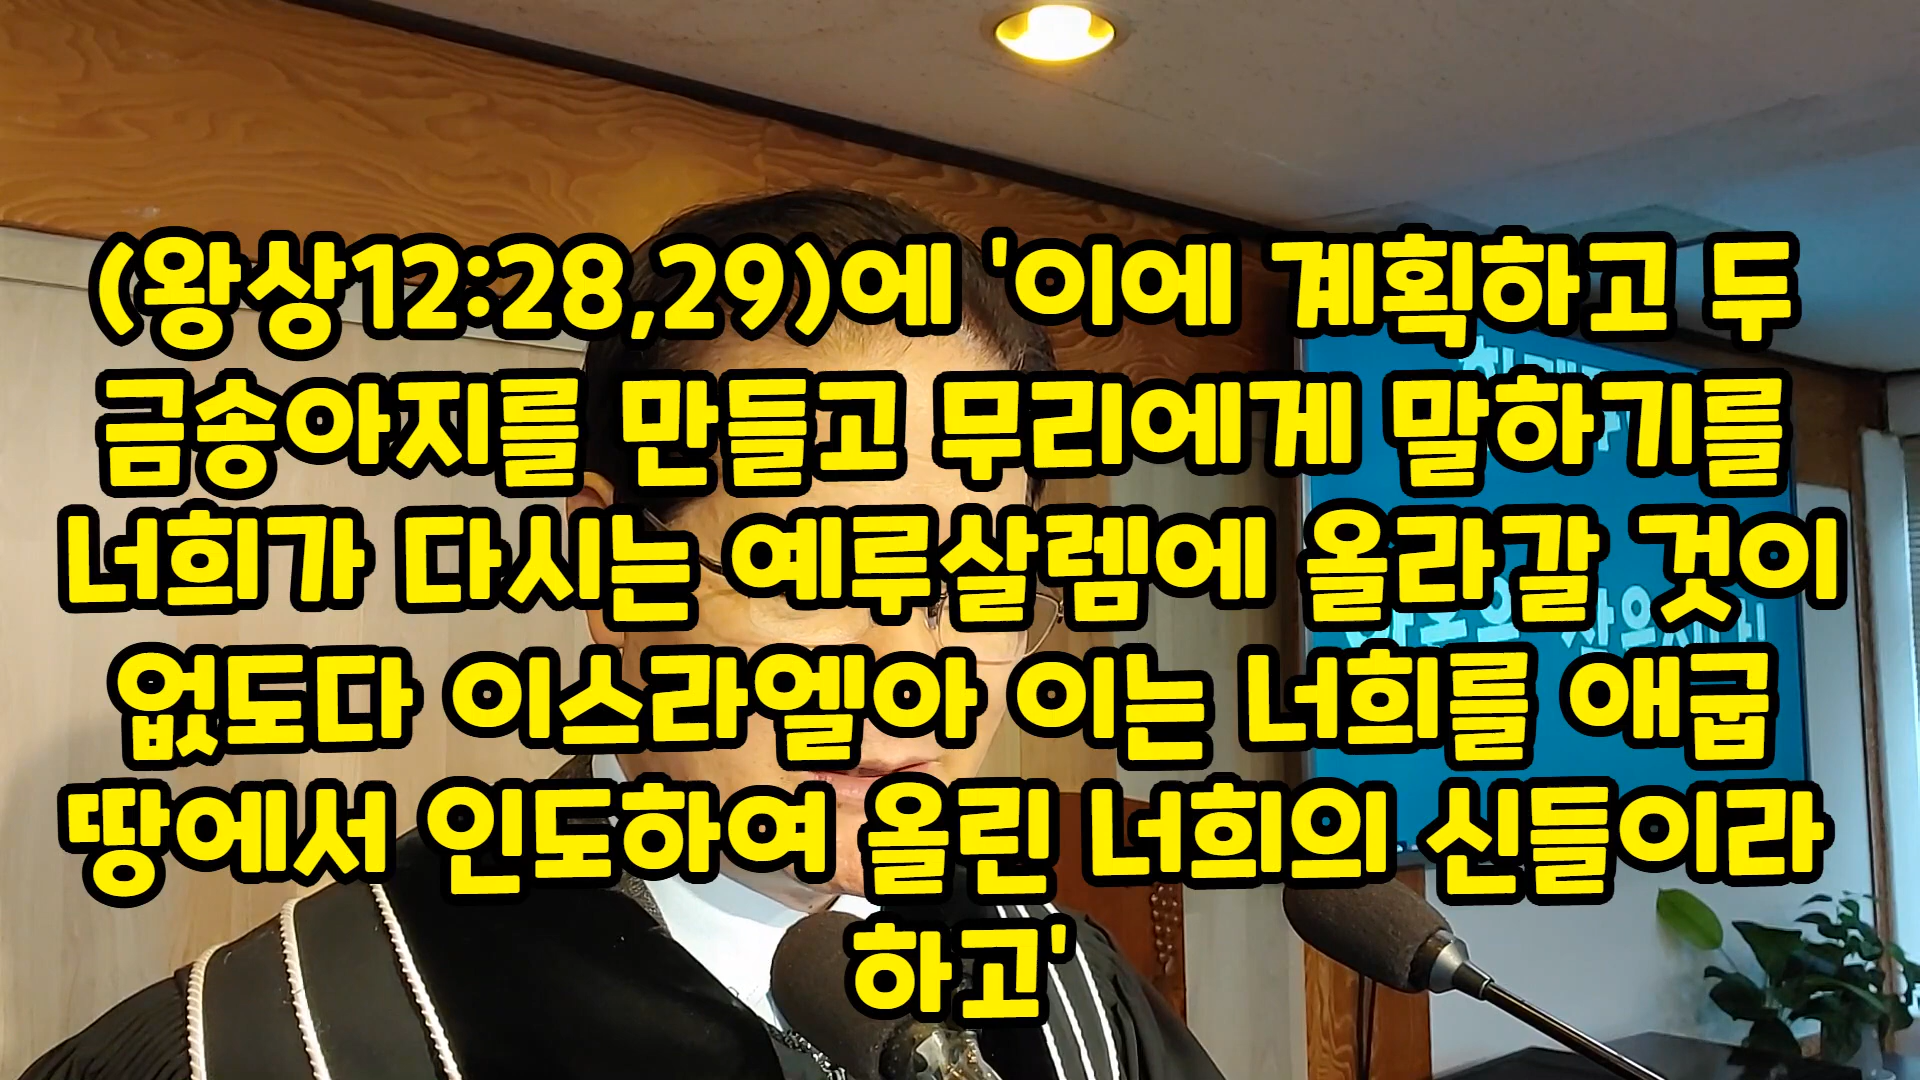 (왕상12:28,29)에 '이에 계획하고 두
금송아지를 만들고 무리에게 말하기를
너희가 다시는 예루살렘에 올라갈 것이
없도다 이스라엘아 이는 너희를 애굽
땅에서 인도하여 올린 너희의 신들이라
하고'